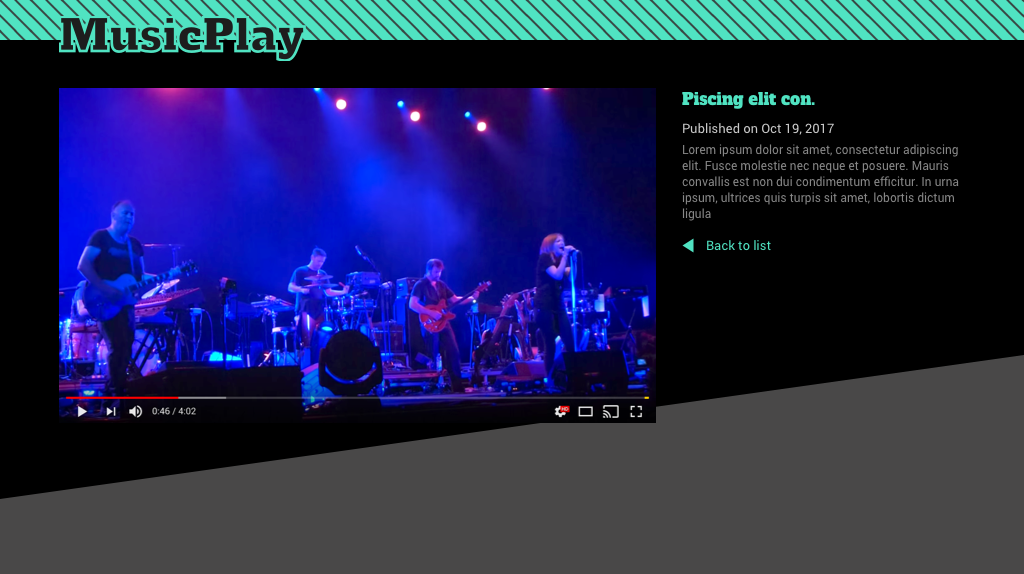 MusicPlay
Piscing elit con.
Published on Oct 19, 2017
Lorem ipsum dolor sit amet, consectetur adipiscing
elit. Fusce molestie nec neque et posuere. Mauris
convallis est non dui condimentum efficitur. In urna
ipsum, ultrices quis turpis sit amet, lobortis dictum
ligula
Back to list
0:46 / 4:02
HD